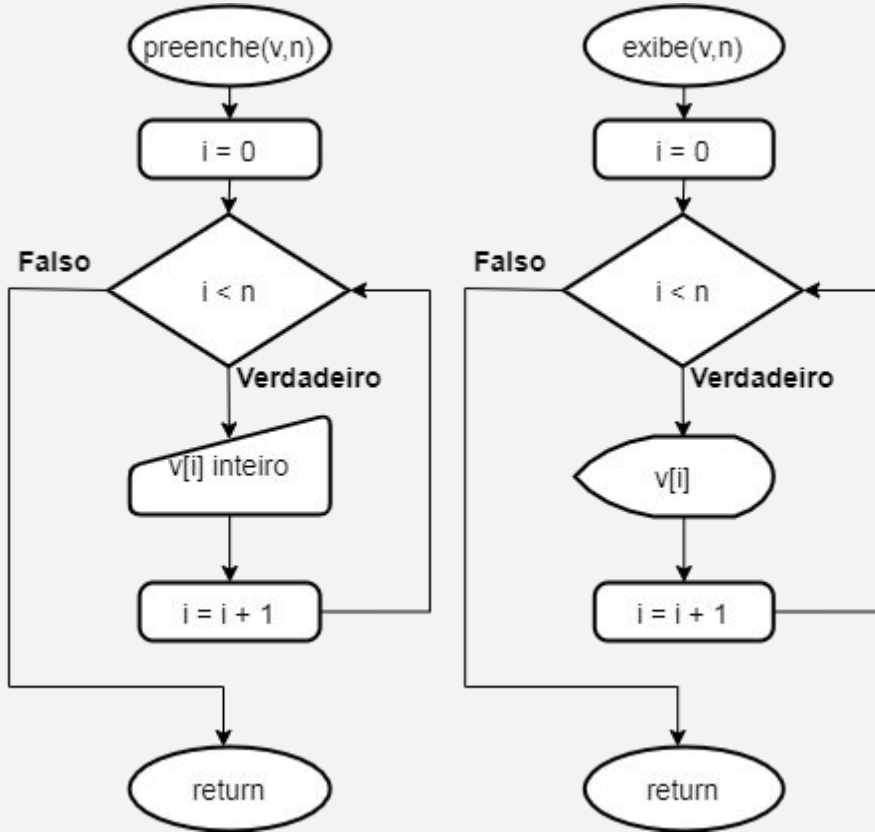 preenche(v,n)
i = 0
Falso
i < n
Verdadeiro
v[i] inteiro
i = i + 1
return
exibe(v,n)
i = 0
Falso
i < n
Verdadeiro
v[i]
i = i + 1
return